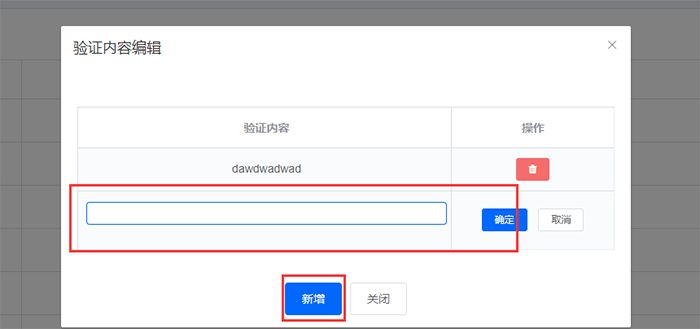 验证内容编辑
验证内容 操作
dawdwadwad
确定 取消
新增 关闭